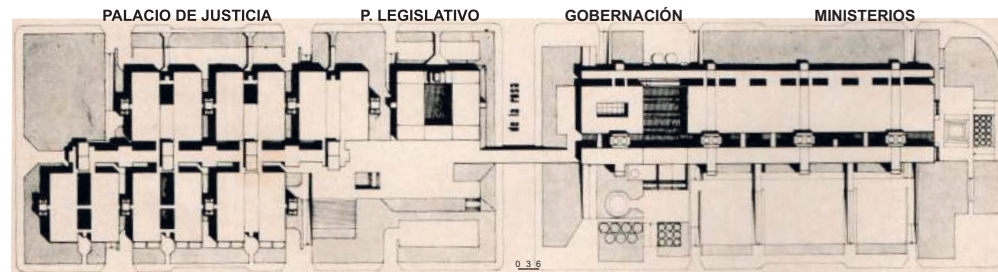 PALACIO DE JUSTICIA P. LEGISLATIVO GOBERNACIÓN MINISTERIOS
de la rosa
0 3 6